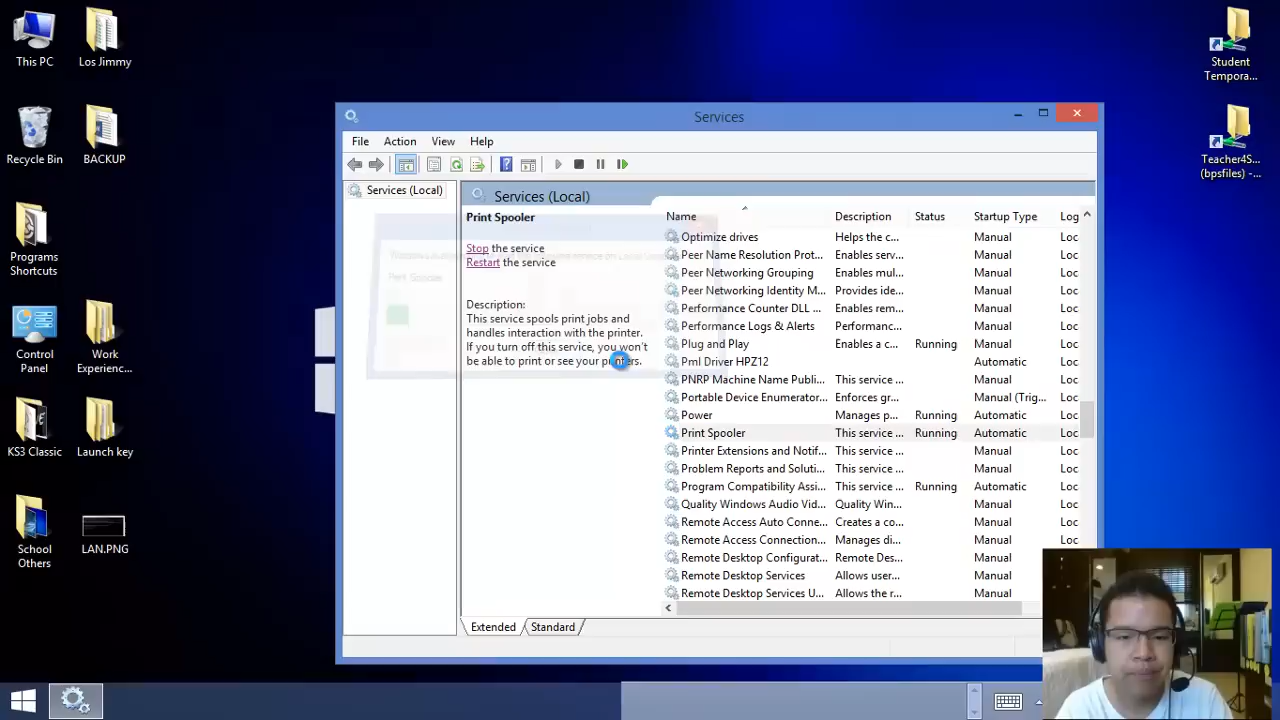 This PC
Los Jimmy
Recycle Bin
BACKUP
Programs
Shortcuts
Control
Panel
Work
Experienc...
KS3 Classic
Launch key
School
Others
LAN.PNG
Student
Tempora...
Teacher4S...
(bpsfiles) -...
Services
File Action View Help
Services (Local)
Services (Local)
Print Spooler
Stop the service
Restart the service
Print Spooler
Description:
This service spools print jobs and
handles interaction with the printer.
If you turn off this service, you won't
be able to print or see your printers.
Name Description Status Startup Type Log
Optimize drives Helps the c... Manual Loc
Peer Name Resolution Prot... Enables serv... Manual Loc
Peer Networking Grouping Enables mul... Manual Loc
Peer Networking Identity M... Provides ide... Manual Loc
Performance Counter DLL ... Enables rem... Manual Loc
Performance Logs & Alerts Performanc... Manual Loc
Plug and Play Enables a c... Running Manual Loc
Pml Driver HPZ12 Automatic Loc
PNRP Machine Name Publi... This service ... Manual Loc
Portable Device Enumerator... Enforces gr... Manual (Trig... Loc
Power Manages p... Running Automatic Loc
Print Spooler This service ... Running Automatic Loc
Printer Extensions and Notif... This service ... Manual Loc
Problem Reports and Soluti... This service ... Manual Loc
Program Compatibility Assi... This service ... Running Automatic Loc
Quality Windows Audio Vid... Quality Win... Manual Loc
Remote Access Auto Conne... Creates a co... Manual Loc
Remote Access Connection... Manages di... Manual Loc
Remote Desktop Configurat... Remote Des... Manual Loc
Remote Desktop Services Allows user... Manual Loc
Remote Desktop Services U... Allows the r... Manual Loc
Extended Standard